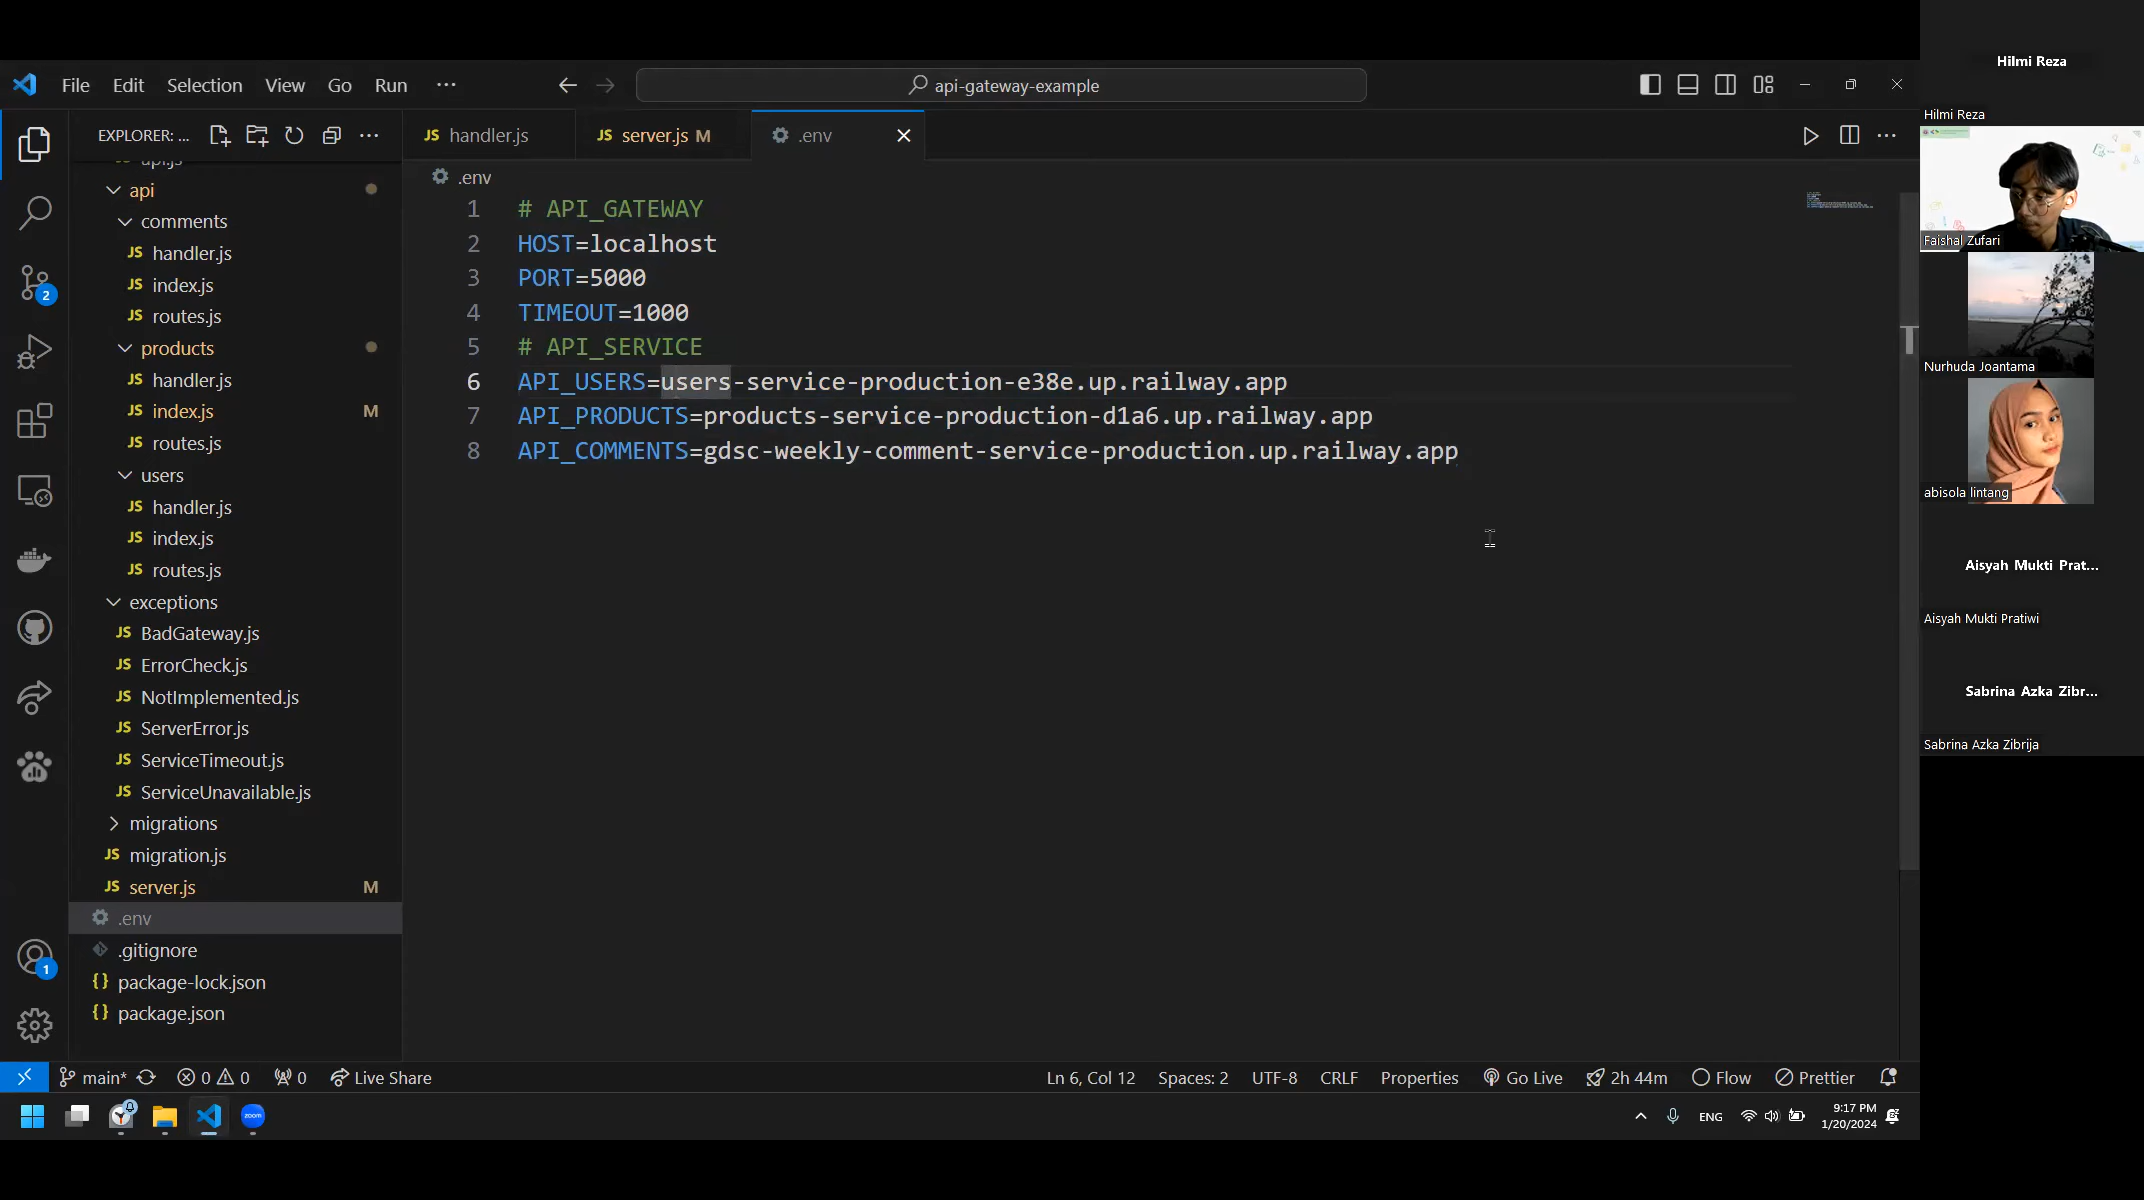 File Edit Selection View Go Run ···
api-gateway-example
EXPLORER: ...
handler.js
server.js M
.env
.env
api.js
api
comments
handler.js
index.js
routes.js
products
handler.js
index.js M
routes.js
users
handler.js
index.js
routes.js
exceptions
BadGateway.js
ErrorCheck.js
NotImplemented.js
ServerError.js
ServiceTimeout.js
ServiceUnavailable.js
migrations
migration.js
server.js M
.env
.gitignore
package-lock.json
package.json
2
1
1 # API_GATEWAY
2 HOST=localhost
3 PORT=5000
4 TIMEOUT=1000
5 # API_SERVICE
6 API_USERS=users-service-production-e38e.up.railway.app
7 API_PRODUCTS=products-service-production-d1a6.up.railway.app
8 API_COMMENTS=gdsc-weekly-comment-service-production.up.railway.app
main* 0 0 0 Live Share
Ln 6, Col 12 Spaces: 2 UTF-8 CRLF Properties Go Live 2h 44m Flow Prettier
zoom
ENG
9:17 PM
1/20/2024
Hilmi Reza
Hilmi Reza
Faishal Zufari
Nurhuda Joantama
abisola lintang
Aisyah Mukti Prat...
Aisyah Mukti Pratiwi
Sabrina Azka Zibr...
Sabrina Azka Zibrija